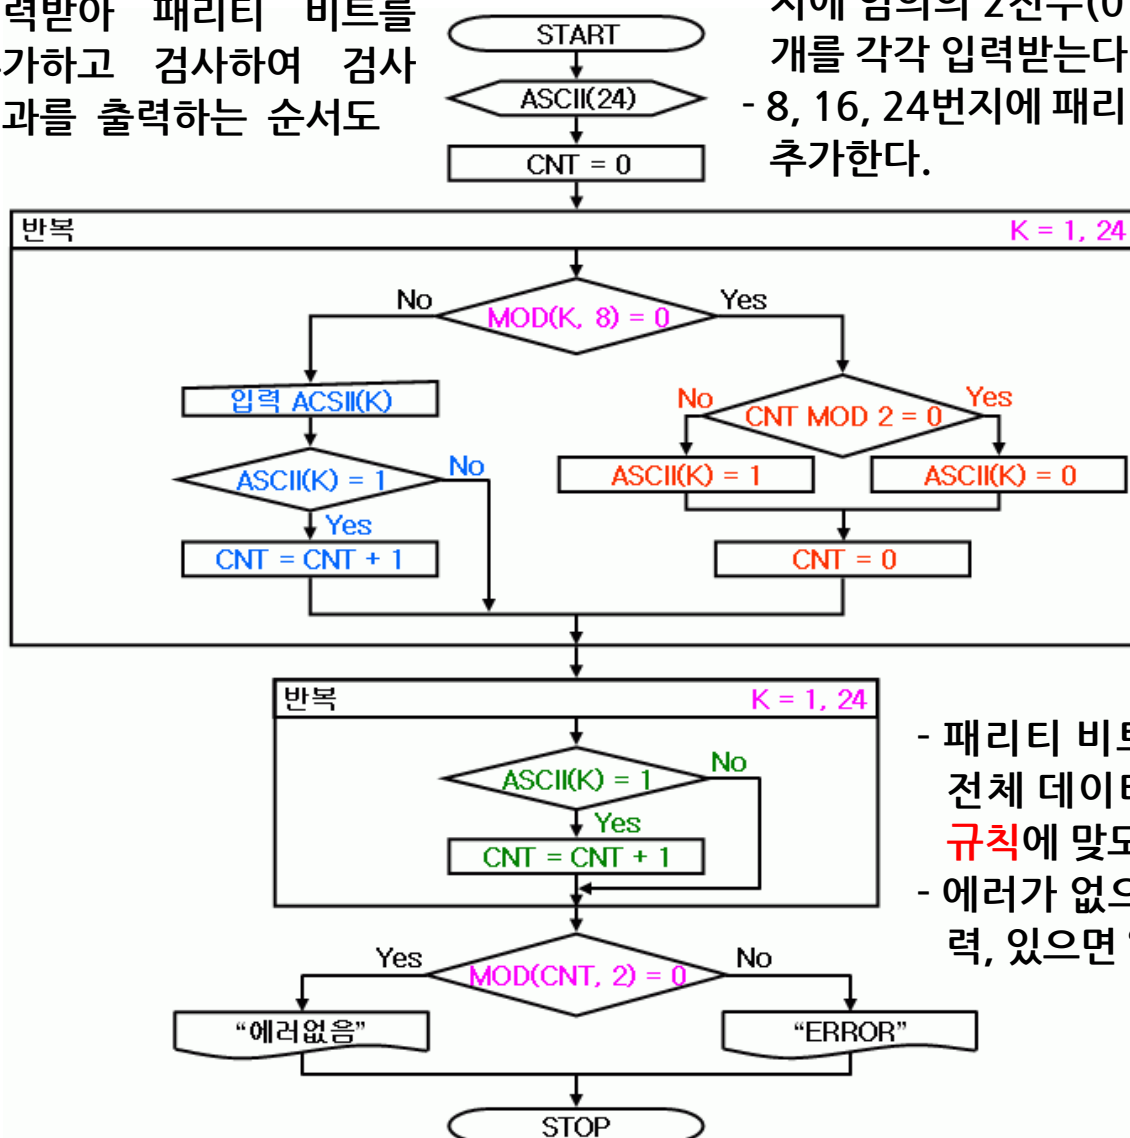 력받아 패리티 비트를
가하고 검사하여 검사
과를 출력하는 순서도
개를 각각 입력받는다
- 8, 16, 24번지에 패리
추가한다.
START
ASCII(24)
CNT = 0
반복
K = 1, 24
MOD(K, 8) = 0
No
Yes
입력 ACSII(K)
ASCII(K) = 1
No
Yes
CNT = CNT + 1
CNT MOD 2 = 0
No
Yes
ASCII(K) = 1
ASCII(K) = 0
CNT = 0
반복
K = 1, 24
ASCII(K) = 1
No
Yes
CNT = CNT + 1
- 패리티 비트
전체 데이터
규칙에 맞도
- 에러가 없으
력, 있으면
MOD(CNT, 2) = 0
Yes
No
“에러없음”
“ERROR”
STOP